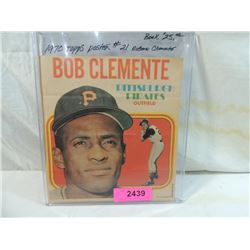 Book 25.00
1970 Topps Poster # 21 Roberto Clemente
BOB CLEMENTE
PITTSBURGH
PIRATES
OUTFIELD
P
2439